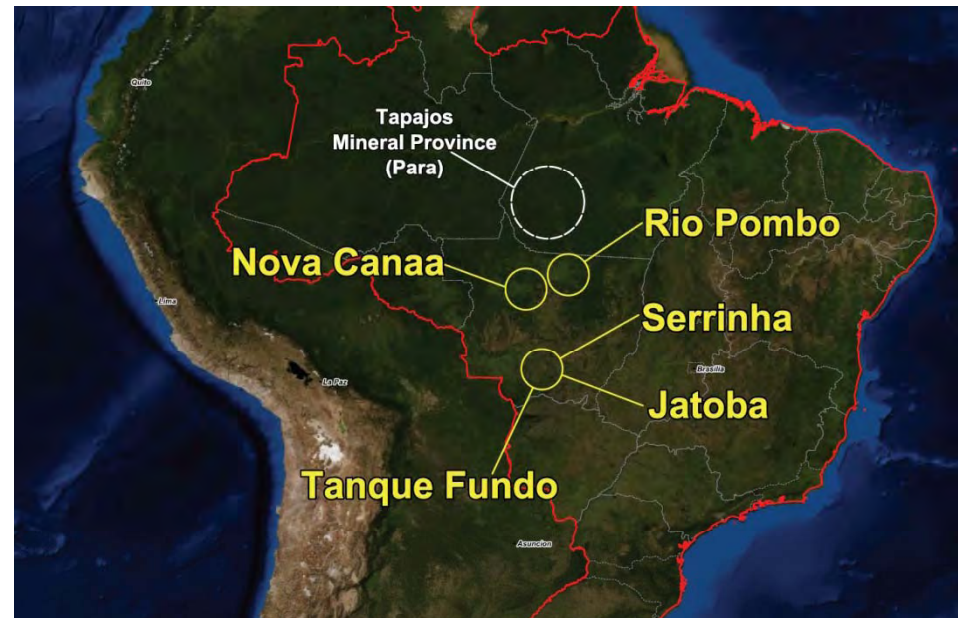 Quito
Tapajos
Mineral Province
(Para)
Rio Pombo
Nova Canaa
Lima
Serrinha
La Paz
Brasilia
Jatoba
Tanque Fundo
Asuncion